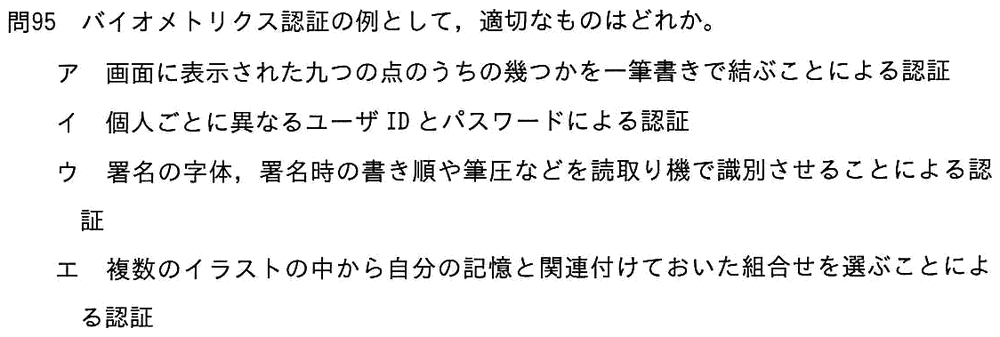 問95 バイオメトリクス認証の例として，適切なものはどれか。
ア 画面に表示された九つの点のうちの幾つかを一筆書きで結ぶことによる認証
イ 個人ごとに異なるユーザIDとパスワードによる認証
ウ 署名の字体，署名時の書き順や筆圧などを読取り機で識別させることによる認
証
エ 複数のイラストの中から自分の記憶と関連付けておいた組合せを選ぶことによ
る認証